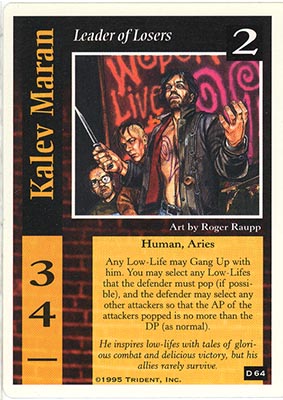 Kalev Maran
Leader of Losers
2
Live
Art by Roger Raupp
3
4
Human, Aries
Any Low-Life may Gang Up with
him. You may select any Low-Lifes
that the defender must pop (if possi-
ble), and the defender may select any
other attackers so that the AP of the
attackers popped is no more than the
DP (as normal).
He inspires low-lifes with tales of glori-
ous combat and delicious victory, but his
allies rarely survive.
©1995 TRIDENT, INC.
D 64